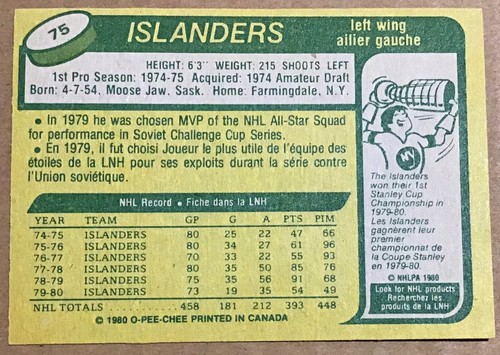 75
ISLANDERS
left wing
ailier gauche
HEIGHT: 6'3" WEIGHT: 215 SHOOTS LEFT
1st Pro Season: 1974-75 Acquired: 1974 Amateur Draft
Born: 4-7-54, Moose Jaw, Sask. Home: Farmingdale, N.Y.
• In 1979 he was chosen MVP of the NHL All-Star Squad
for performance in Soviet Challenge Cup Series.
• En 1979, il fut choisi Joueur le plus utile de l'équipe des
étoiles de la LNH pour ses exploits durant la série contre
l'Union soviétique.
NHL Record • Fiche dans la LNH
YEAR TEAM GP G A PTS PIM
74-75 ISLANDERS 80 25 22 47 66
75-76 ISLANDERS 80 34 27 61 96
76-77 ISLANDERS 70 33 22 55 93
77-78 ISLANDERS 80 35 50 85 76
78-79 ISLANDERS 75 35 56 91 68
79-80 ISLANDERS 73 19 35 54 49
NHL TOTALS .......... 458 181 212 393 448
© 1980 O-PEE-CHEE PRINTED IN CANADA
NY
The Islanders
won their 1st
Stanley Cup
Championship in
1979-80.
Les Islanders
gagnèrent leur
premier
championnat de
la Coupe Stanley
en 1979-80.
© NHLPA 1980
Look for NHL products
Recherchez les
produits de la LNH